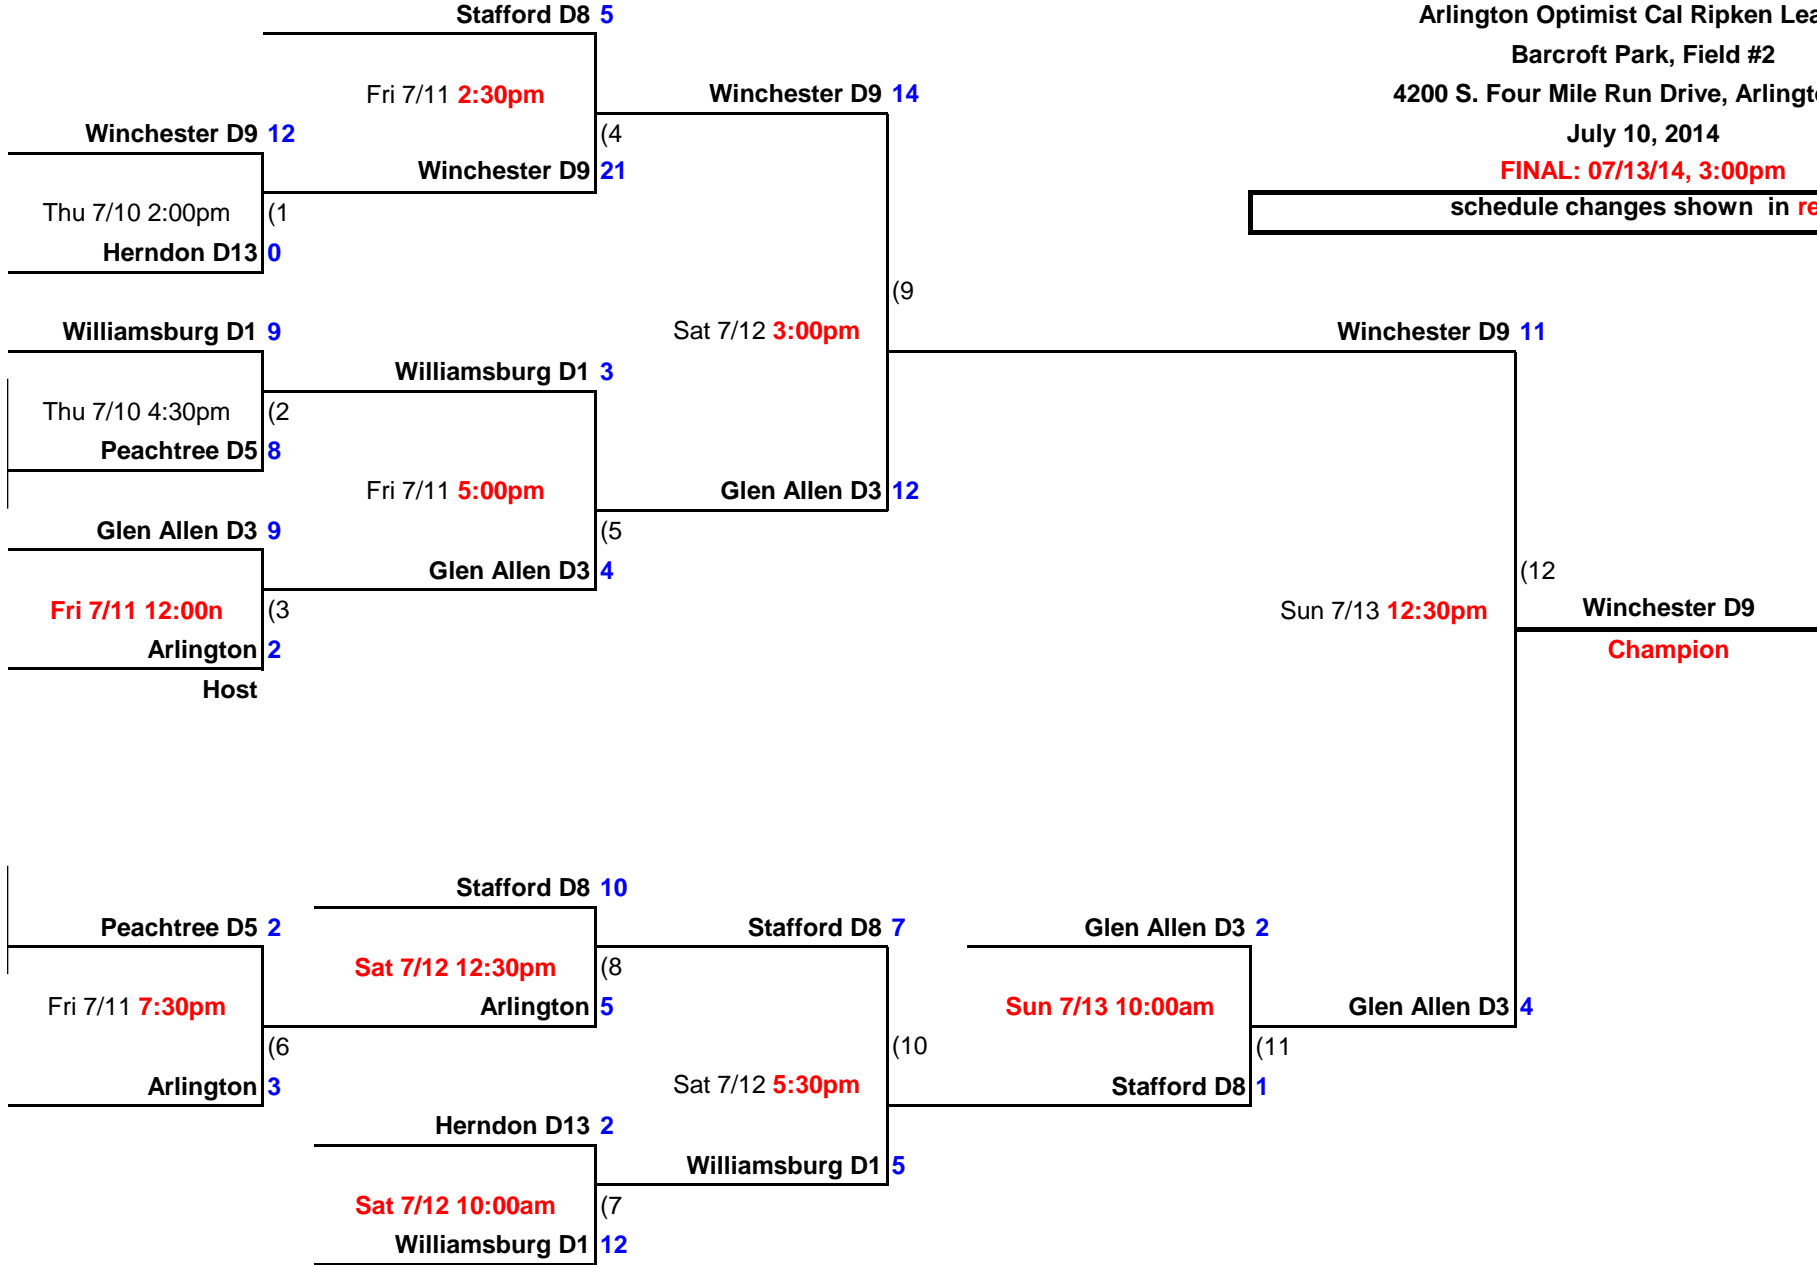 Stafford D8 5
Arlington Optimist Cal Ripken Lea
Barcroft Park, Field #2
4200 S. Four Mile Run Drive, Arlingt
July 10, 2014
FINAL: 07/13/14, 3:00pm
schedule changes shown in re
Fri 7/11 2:30pm
Winchester D9 14
Winchester D9 12
(4
Winchester D9 21
Thu 7/10 2:00pm (1
Herndon D13 0
(9
Williamsburg D1 9
Sat 7/12 3:00pm
Winchester D9 11
Williamsburg D1 3
Thu 7/10 4:30pm (2
Peachtree D5 8
Fri 7/11 5:00pm
Glen Allen D3 12
Glen Allen D3 9
(5
Glen Allen D3 4
(12
Fri 7/11 12:00n (3
Sun 7/13 12:30pm
Winchester D9
Arlington 2
Champion
Host
Stafford D8 10
Peachtree D5 2
Stafford D8 7
Glen Allen D3 2
Sat 7/12 12:30pm (8
Fri 7/11 7:30pm
Arlington 5
Sun 7/13 10:00am
Glen Allen D3 4
(6
(10
(11
Arlington 3
Sat 7/12 5:30pm
Stafford D8 1
Herndon D13 2
Williamsburg D1 5
Sat 7/12 10:00am (7
Williamsburg D1 12